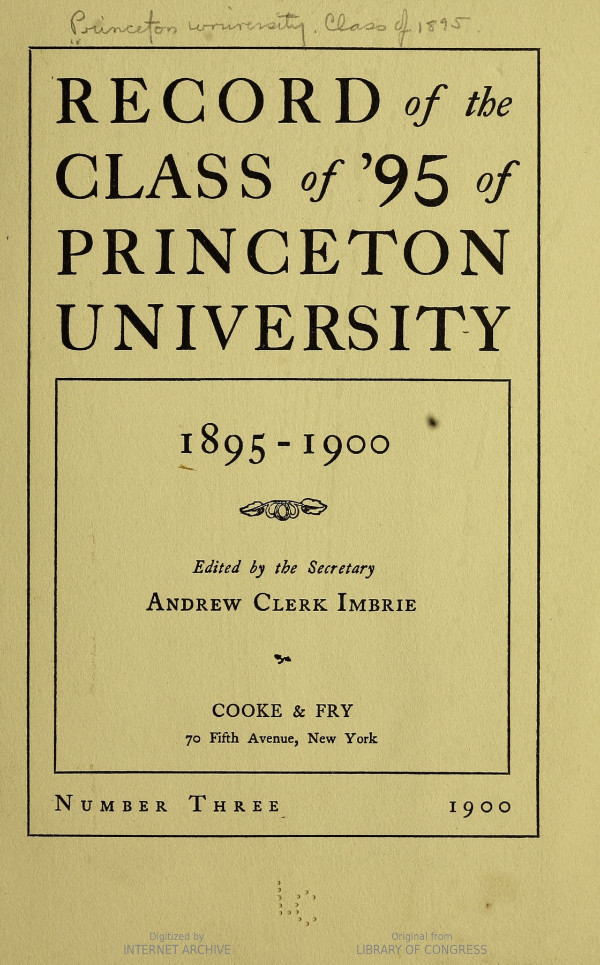 Princeton university. Class of 1895.
RECORD of the
CLASS of ’95 of
PRINCETON
UNIVERSITY
1895-1900
Edited by the Secretary
ANDREW CLERK IMBRIE
COOKE & FRY
70 Fifth Avenue, New York
NUMBER THREE 1900
lc
Digitized by Original from
INTERNET ARCHIVE LIBRARY OF CONGRESS